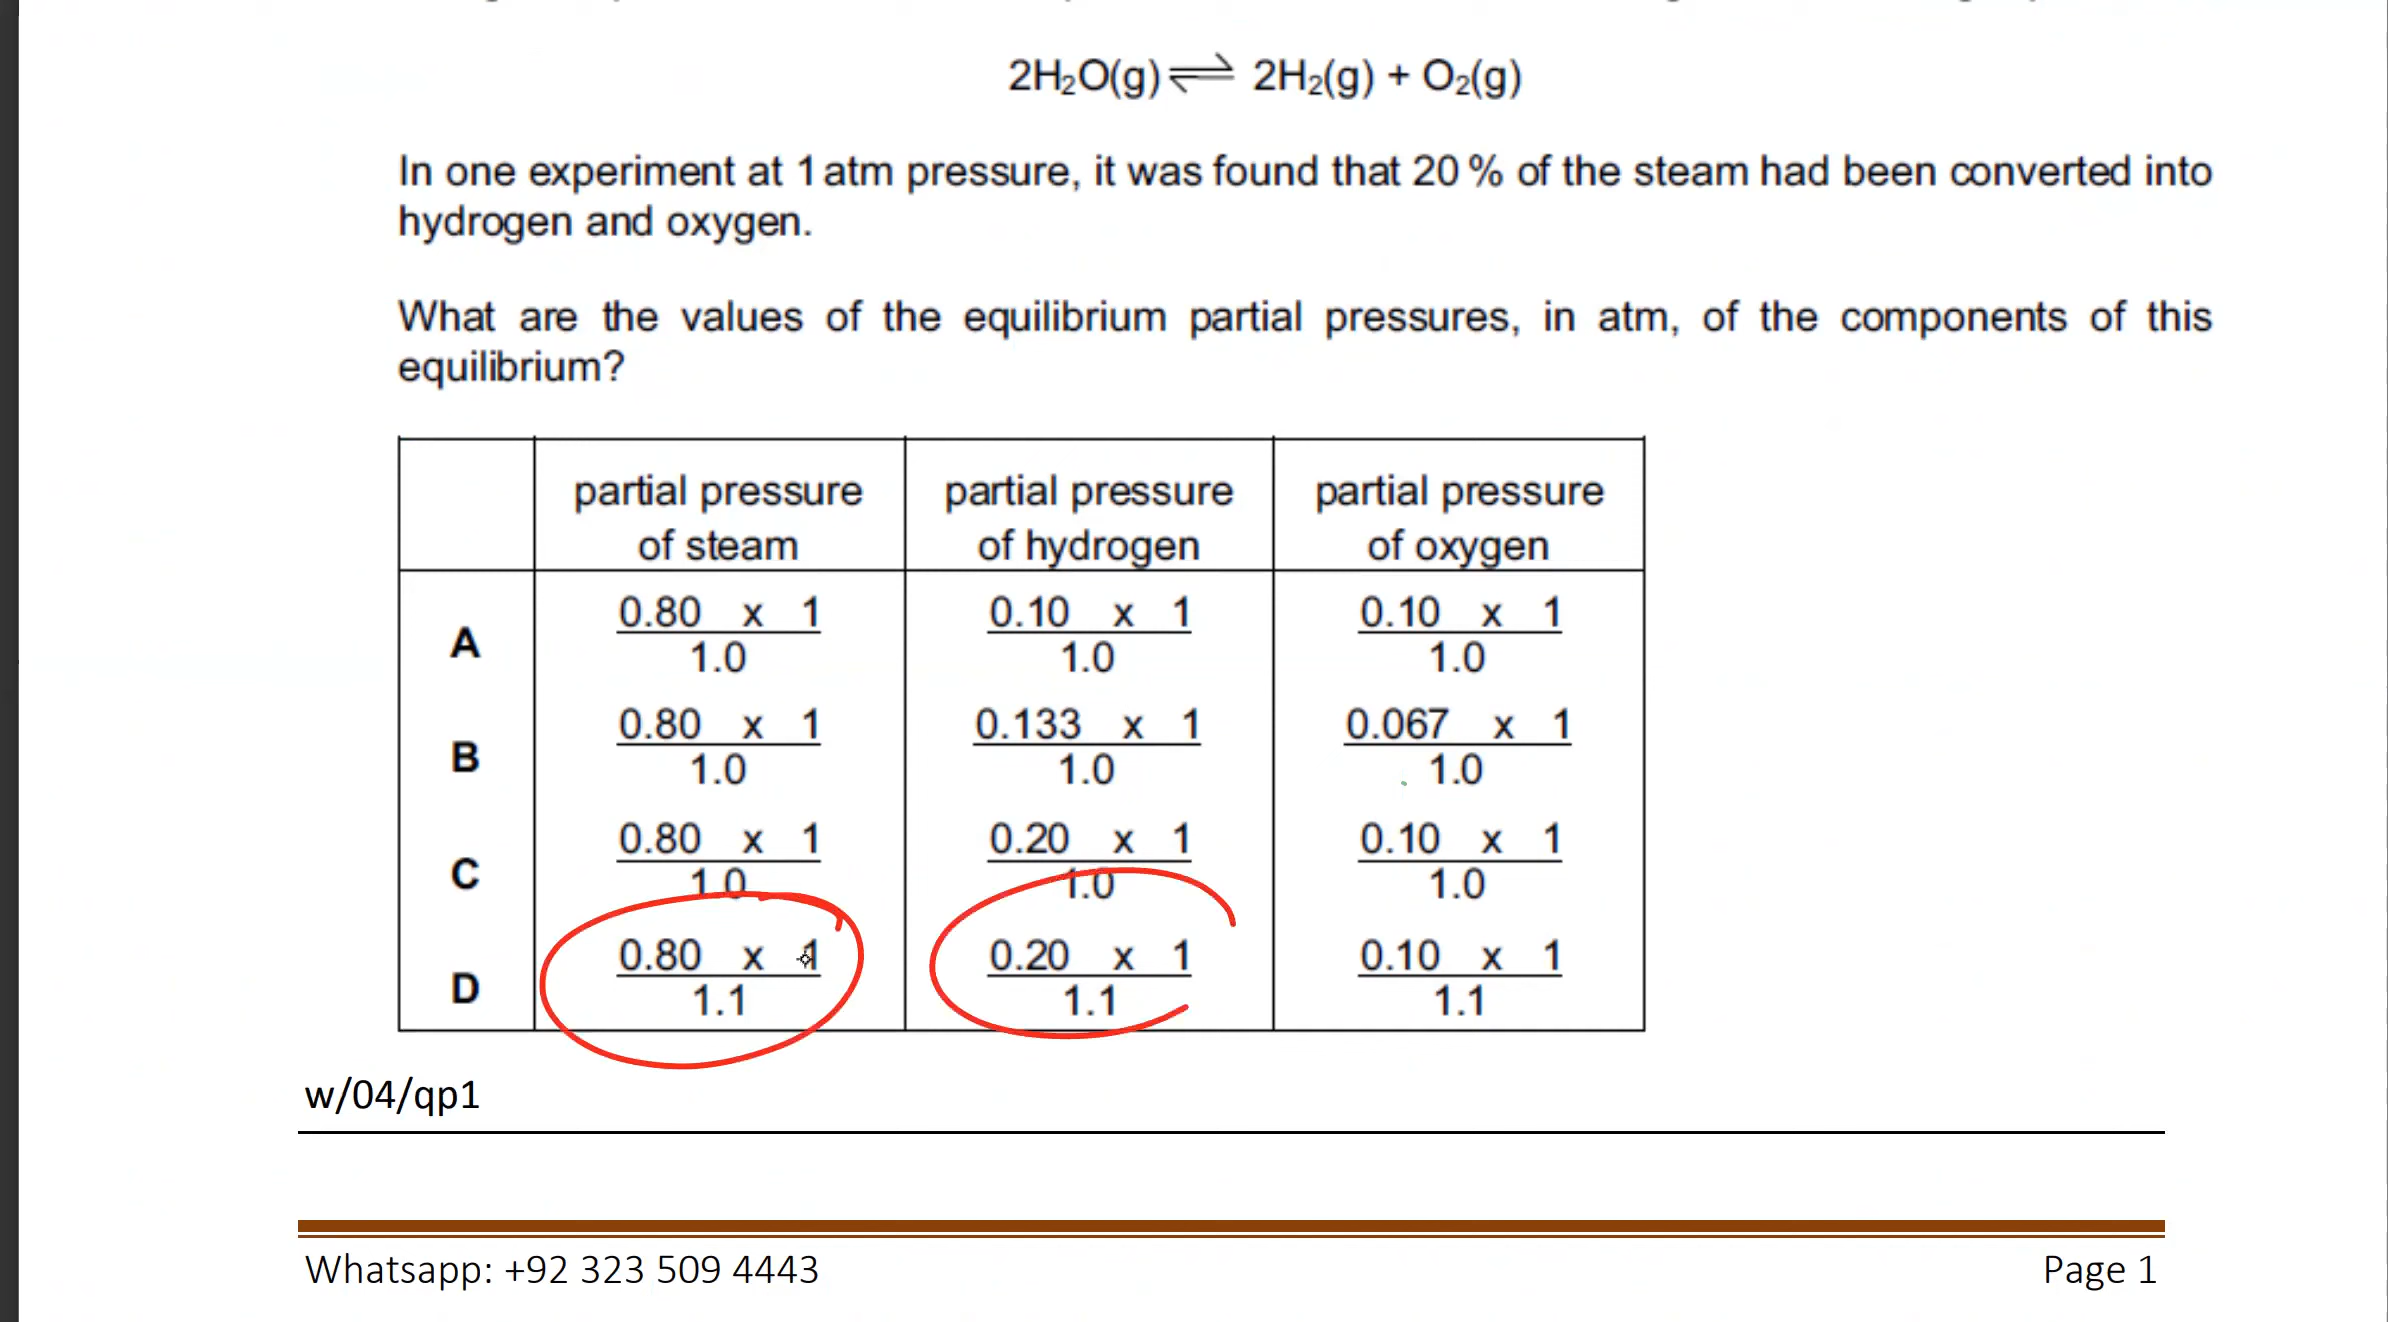 2H₂O(g) ⇌ 2H₂(g) + O₂(g)
In one experiment at 1 atm pressure, it was found that 20 % of the steam had been converted into
hydrogen and oxygen.
What are the values of the equilibrium partial pressures, in atm, of the components of this
equilibrium?
partial pressure of steam partial pressure of hydrogen partial pressure of oxygen
A 0.80 x 1 / 1.0 0.10 x 1 / 1.0 0.10 x 1 / 1.0
B 0.80 x 1 / 1.0 0.133 x 1 / 1.0 0.067 x 1 / 1.0
C 0.80 x 1 / 1.0 0.20 x 1 / 1.0 0.10 x 1 / 1.0
D 0.80 x 1 / 1.1 0.20 x 1 / 1.1 0.10 x 1 / 1.1
w/04/qp1
Whatsapp: +92 323 509 4443 Page 1